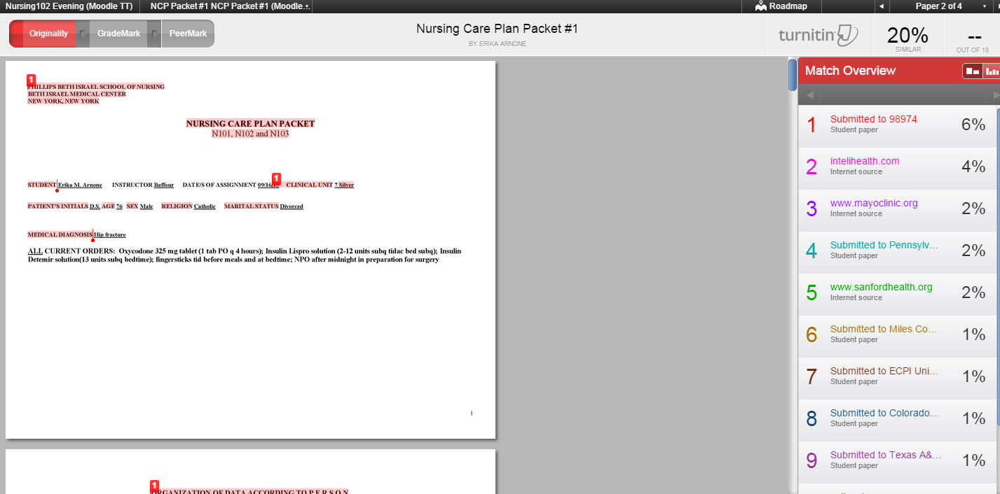 Nursing102 Evening (Moodle TT) NCP Packet #1 NCP Packet #1 (Moodle... Roadmap Paper 2 of 4
Originality GradeMark PeerMark
Nursing Care Plan Packet #1
BY ERIKA ARNONE
turnitin
20%
SIMILAR
--
OUT OF 18
1
PHILLIPS BETH ISRAEL SCHOOL OF NURSING
BETH ISRAEL MEDICAL CENTER
NEW YORK, NEW YORK
NURSING CARE PLAN PACKET
N101, N102 and N103
1
STUDENT Erika M. Arnone INSTRUCTOR Baffour DATE/S OF ASSIGNMENT 09/16 CLINICAL UNIT 7 Silver
PATIENT'S INITIALS D.S. AGE 76 SEX Male RELIGION Catholic MARITAL STATUS Divorced
MEDICAL DIAGNOSIS Hip fracture
ALL CURRENT ORDERS: Oxycodone 325 mg tablet (1 tab PO q 4 hours); Insulin Lispro solution (2-12 units subq tidac bed subq); Insulin
Detemir solution(13 units subq bedtime); fingersticks tid before meals and at bedtime; NPO after midnight in preparation for surgery
1
1
ORGANIZATION OF DATA ACCORDING TO P E R S O N
Match Overview
1 Submitted to 98974 6%
Student paper
2 intelihealth.com 4%
Internet source
3 www.mayoclinic.org 2%
Internet source
4 Submitted to Pennsylv... 2%
Student paper
5 www.sanfordhealth.org 2%
Internet source
6 Submitted to Miles Co... 1%
Student paper
7 Submitted to ECPI Uni... 1%
Student paper
8 Submitted to Colorado... 1%
Student paper
9 Submitted to Texas A&... 1%
Student paper